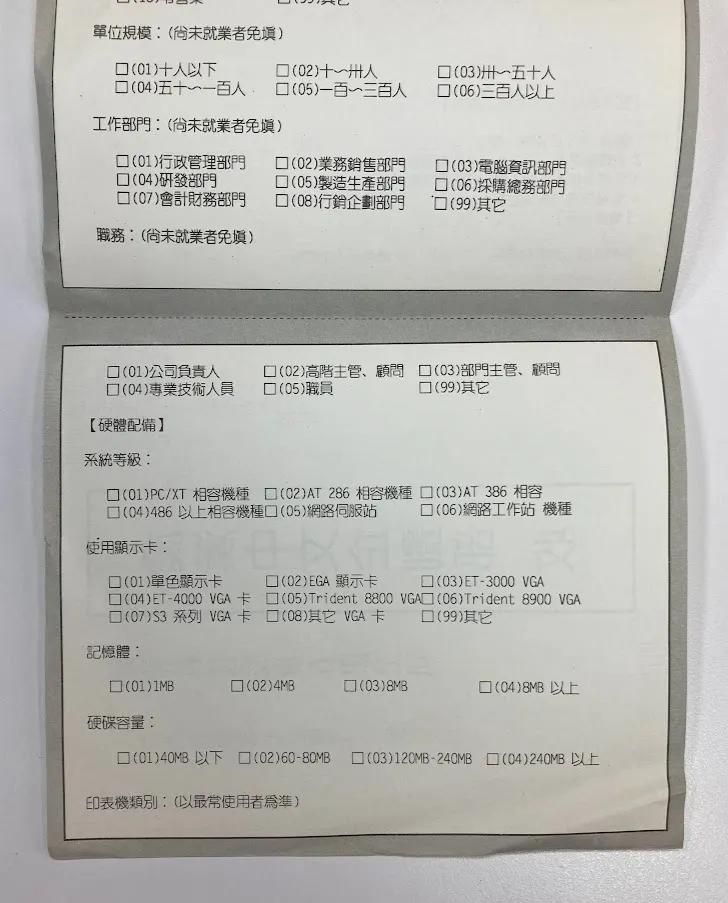 單位規模：(尚未就業者免填)
□(01)十人以下 □(02)十～卅人 □(03)卅～五十人
□(04)五十～一百人 □(05)一百～三百人 □(06)三百人以上
工作部門：(尚未就業者免填)
□(01)行政管理部門 □(02)業務銷售部門 □(03)電腦資訊部門
□(04)研發部門 □(05)製造生產部門 □(06)採購總務部門
□(07)會計財務部門 □(08)行銷企劃部門 □(99)其它
職務：(尚未就業者免填)
□(01)公司負責人 □(02)高階主管、顧問 □(03)部門主管、顧問
□(04)專業技術人員 □(05)職員 □(99)其它
【硬體配備】
系統等級：
□(01)PC/XT 相容機種 □(02)AT 286 相容機種 □(03)AT 386 相容
□(04)486 以上相容機種 □(05)網路伺服站 □(06)網路工作站 機種
使用顯示卡：
□(01)單色顯示卡 □(02)EGA 顯示卡 □(03)ET-3000 VGA
□(04)ET-4000 VGA 卡 □(05)Trident 8800 VGA □(06)Trident 8900 VGA
□(07)S3 系列 VGA 卡 □(08)其它 VGA 卡 □(99)其它
記憶體：
□(01)1MB □(02)4MB □(03)8MB □(04)8MB 以上
硬碟容量：
□(01)40MB 以下 □(02)60-80MB □(03)120MB-240MB □(04)240MB 以上
印表機類別：(以最常使用者為準)